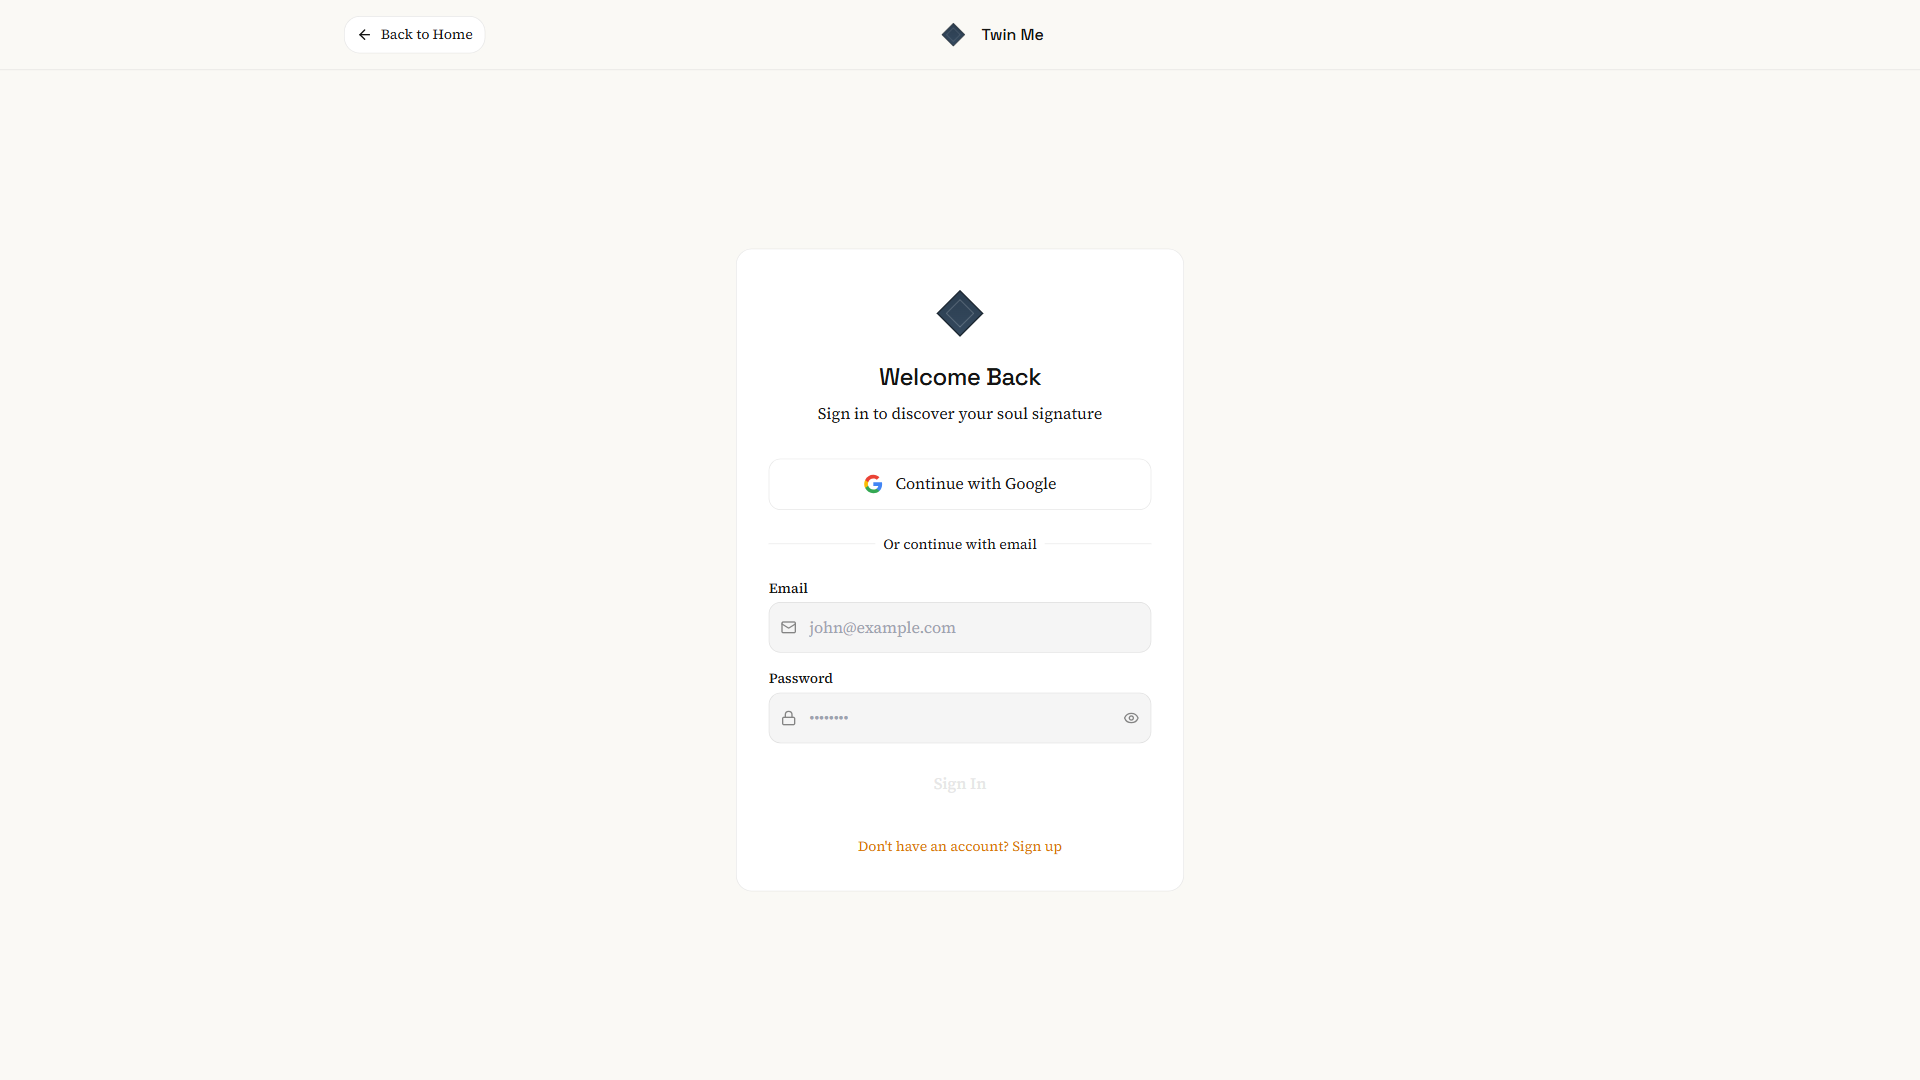 Back to Home
Twin Me
Welcome Back
Sign in to discover your soul signature
Continue with Google
Or continue with email
Email
john@example.com
Password
••••••••
Sign In
Don't have an account? Sign up